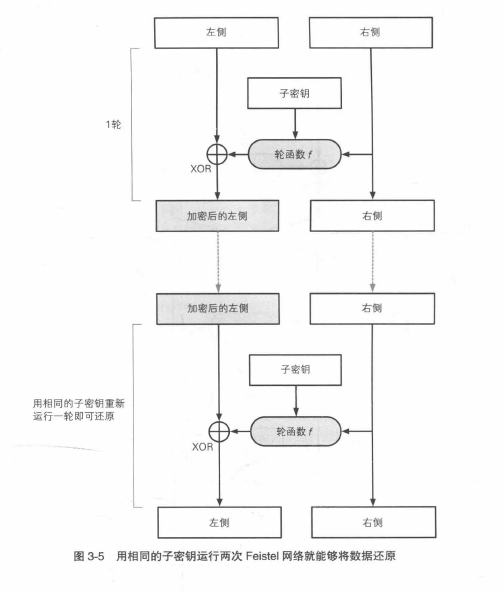 左侧
右侧
子密钥
1轮
轮函数 f
XOR
加密后的左侧
右侧
加密后的左侧
右侧
子密钥
用相同的子密钥重新
运行一轮即可还原
轮函数 f
XOR
左侧
右侧
图 3-5 用相同的子密钥运行两次 Feistel 网络就能够将数据还原